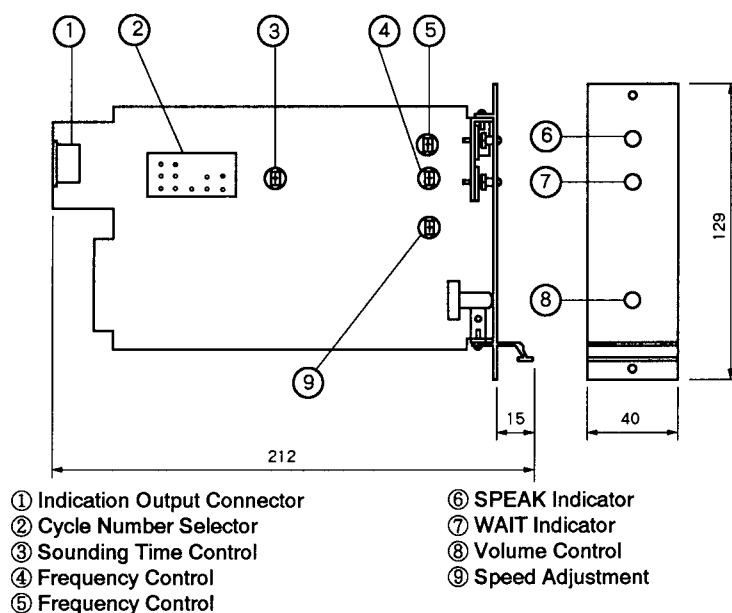 ① ② ③ ④ ⑤
⑥
⑦
129
⑧
⑨
15 40
212
① Indication Output Connector
② Cycle Number Selector
③ Sounding Time Control
④ Frequency Control
⑤ Frequency Control
⑥ SPEAK Indicator
⑦ WAIT Indicator
⑧ Volume Control
⑨ Speed Adjustment